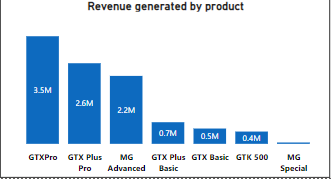 Revenue generated by product
3.5M
2.6M
2.2M
0.7M
0.5M
0.4M
GTXPro GTX Plus MG GTX Plus GTX Basic GTK 500 MG
Pro Advanced Basic Special